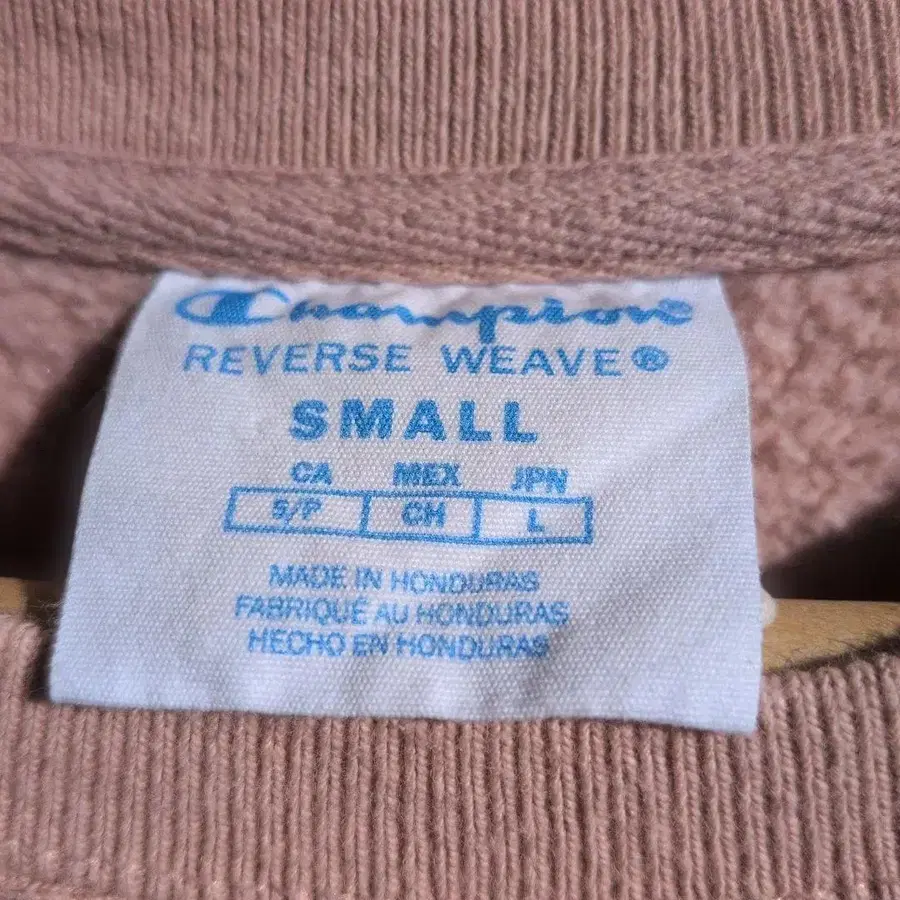 Champion
REVERSE WEAVE®
SMALL
CA MEX JPN
S/P CH L
MADE IN HONDURAS
FABRIQUÉ AU HONDURAS
HECHO EN HONDURAS